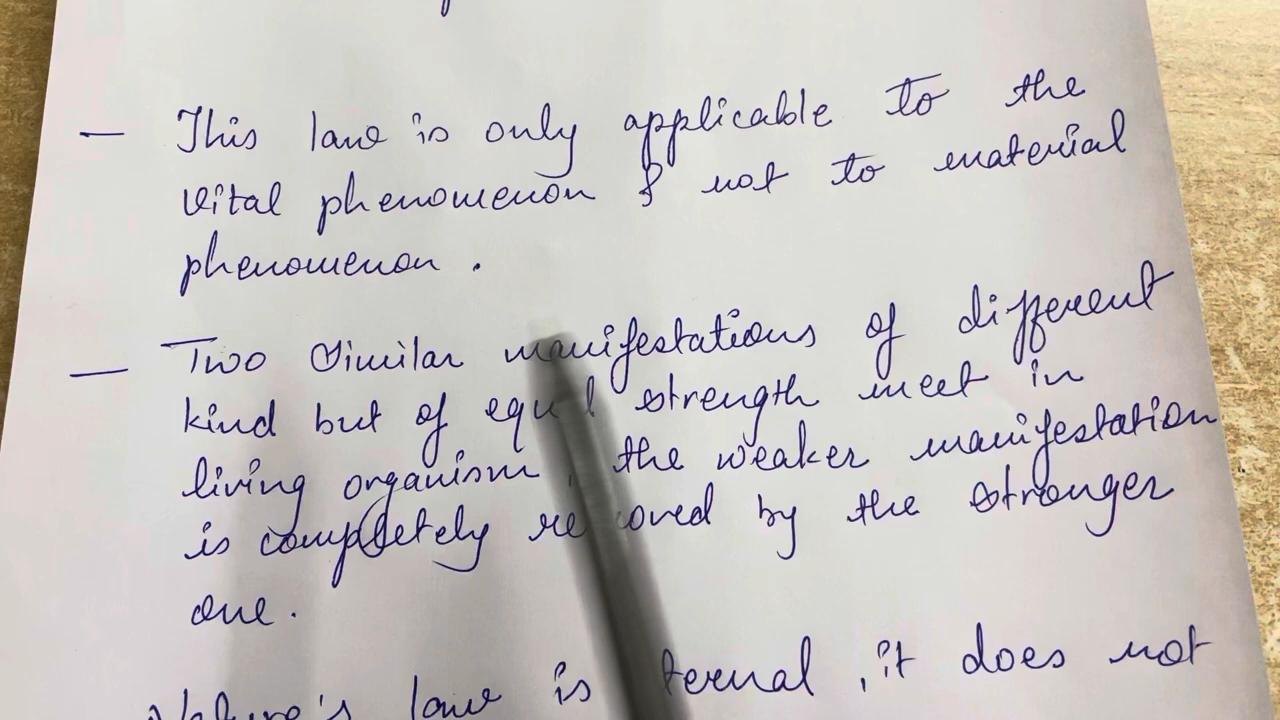 — This law is only applicable to the
vital phenomenon & not to material
phenomenon.
— Two similar manifestations of different
kind but of equal strength meet in
living organism, the weaker manifestation
is completely removed by the stronger
one.
Nature's law is eternal, it does not